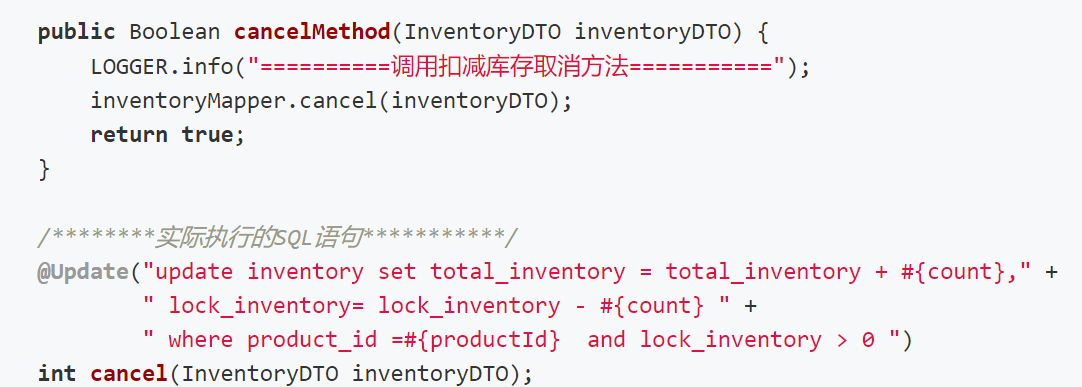 public Boolean cancelMethod(InventoryDTO inventoryDTO) {
LOGGER.info("==========调用扣减库存取消方法===========");
inventoryMapper.cancel(inventoryDTO);
return true;
}
/********实际执行的SQL语句***********/
@Update("update inventory set total_inventory = total_inventory + #{count}," +
" lock_inventory= lock_inventory - #{count} " +
" where product_id =#{productId}  and lock_inventory > 0 ")
int cancel(InventoryDTO inventoryDTO);